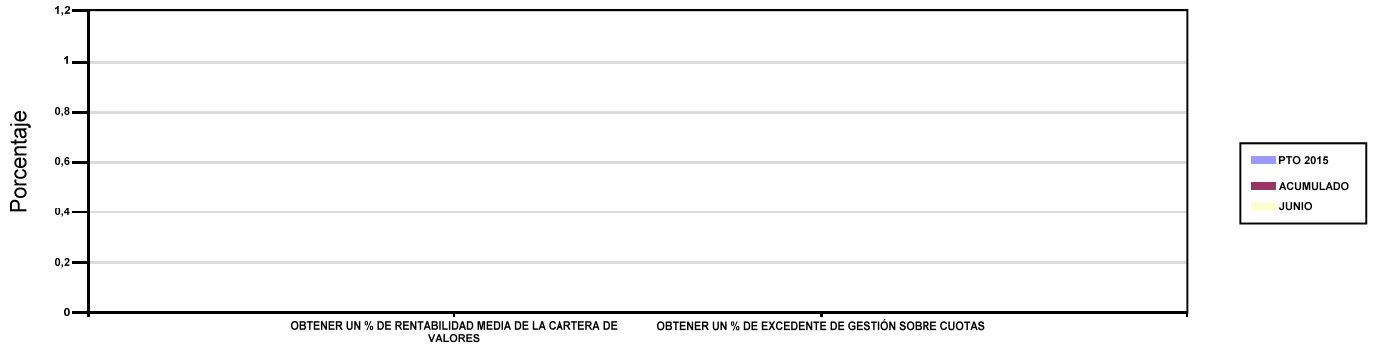 Porcentaje
1,2
1
0,8
0,6
0,4
0,2
0
OBTENER UN % DE RENTABILIDAD MEDIA DE LA CARTERA DE
VALORES
OBTENER UN % DE EXCEDENTE DE GESTIÓN SOBRE CUOTAS
PTO 2015
ACUMULADO
JUNIO